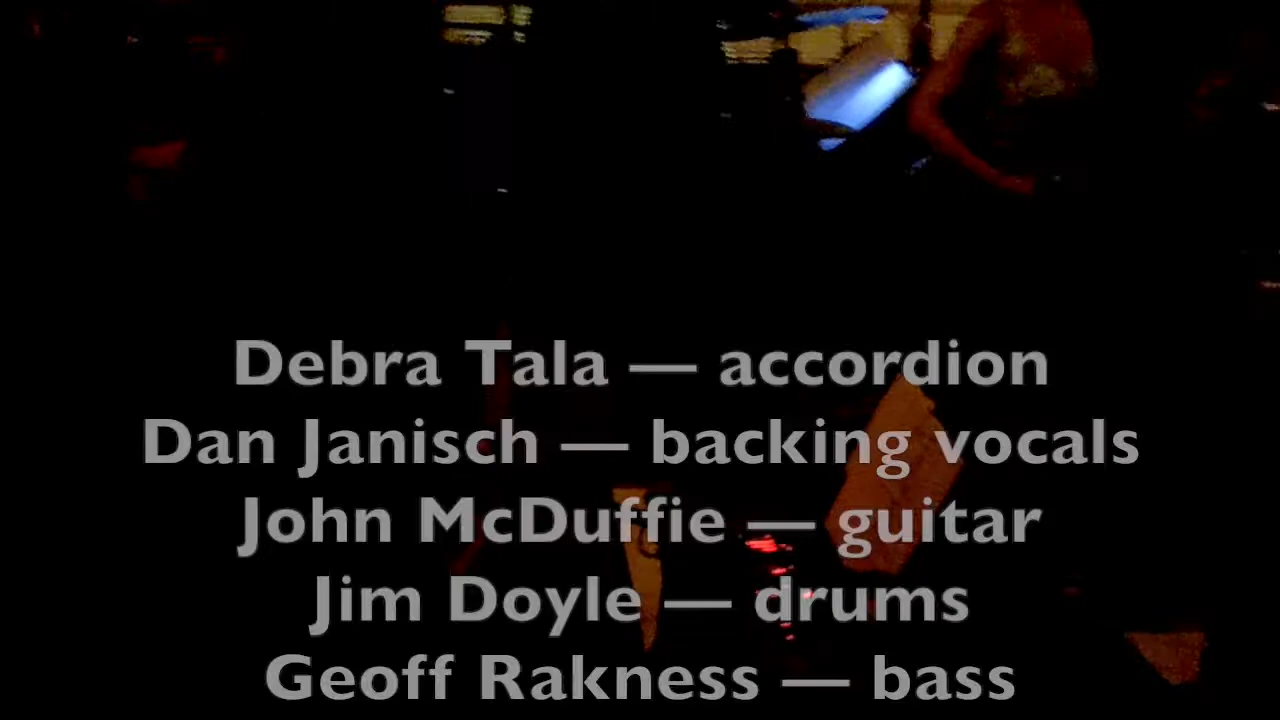 Debra Tala — accordion
Dan Janisch — backing vocals
John McDuffie — guitar
Jim Doyle — drums
Geoff Rakness — bass